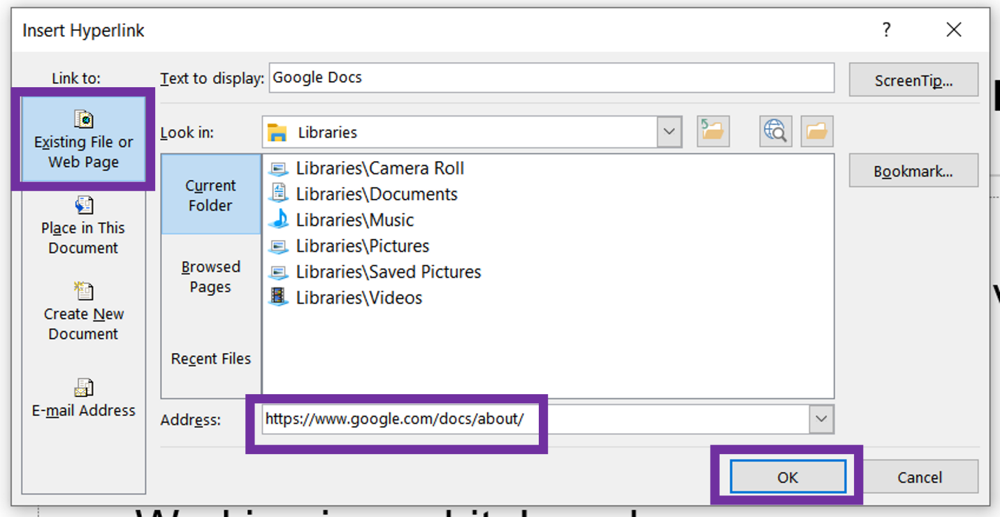 Insert Hyperlink
?
Link to:
Text to display:
Google Docs
ScreenTip...
Existing File or
Web Page
Look in:
Libraries
Bookmark...
Current
Folder
Libraries\Camera Roll
Libraries\Documents
Libraries\Music
Libraries\Pictures
Libraries\Saved Pictures
Libraries\Videos
Place in This
Document
Browsed
Pages
Create New
Document
Recent Files
E-mail Address
Address:
https://www.google.com/docs/about/
OK
Cancel